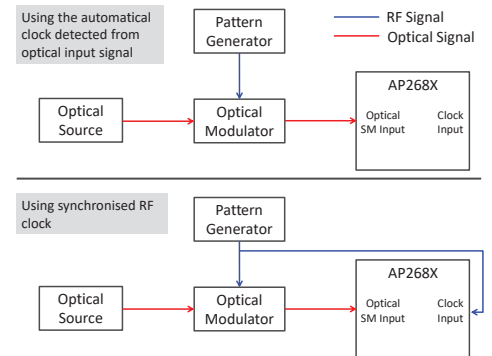 Using the automatical
clock detected from
optical input signal
Pattern
Generator
RF Signal
Optical Signal
Optical
Source
Optical
Modulator
AP268X
Optical
SM Input
Clock
Input
Using synchronised RF
clock
Pattern
Generator
Optical
Source
Optical
Modulator
AP268X
Optical
SM Input
Clock
Input